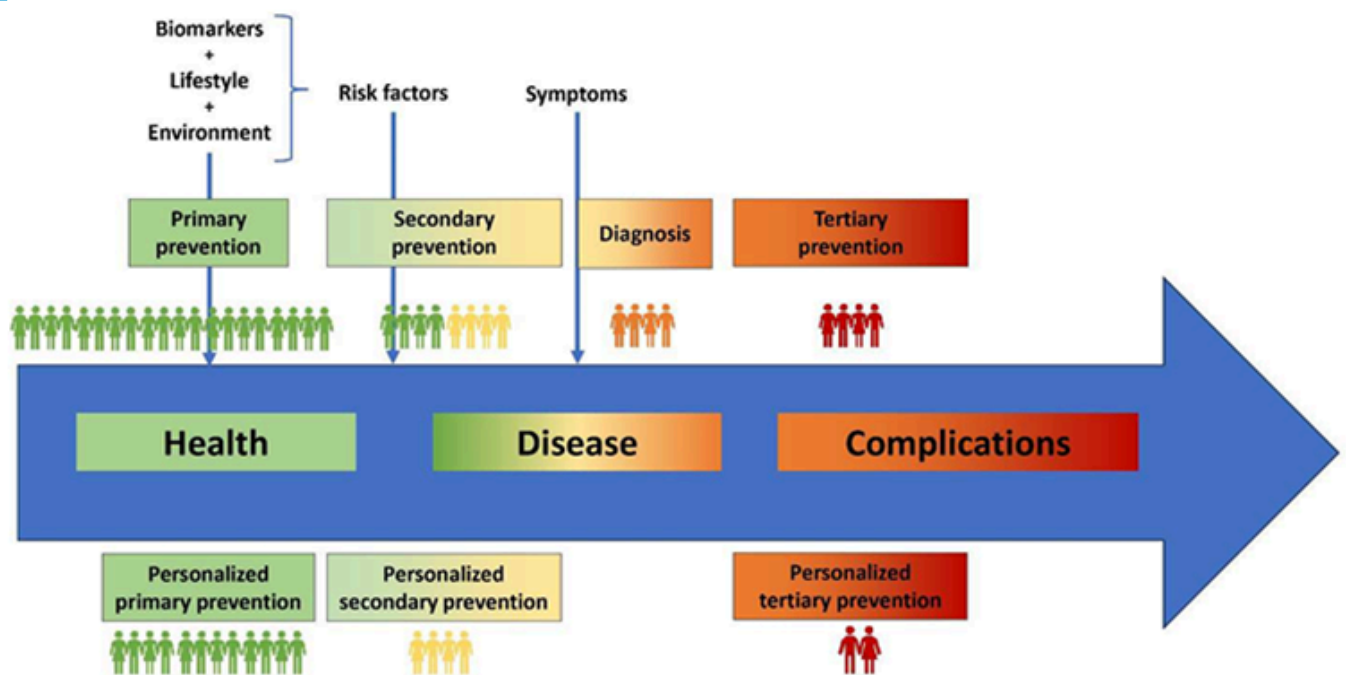 Biomarkers
+
Lifestyle
+
Environment
Risk factors
Symptoms
Primary
prevention
Secondary
prevention
Diagnosis
Tertiary
prevention
Health
Disease
Complications
Personalized
primary prevention
Personalized
secondary prevention
Personalized
tertiary prevention